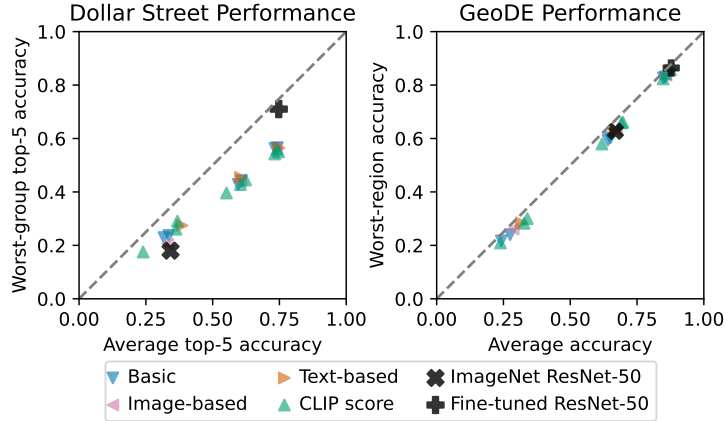 Dollar Street Performance
GeoDE Performance
Worst-group top-5 accuracy
1.0
0.8
0.6
0.4
0.2
0.0
0.00 0.25 0.50 0.75 1.00
Average top-5 accuracy
Worst-region accuracy
1.0
0.8
0.6
0.4
0.2
0.0
0.00 0.25 0.50 0.75 1.00
Average accuracy
Basic
Text-based
ImageNet ResNet-50
Image-based
CLIP score
Fine-tuned ResNet-50